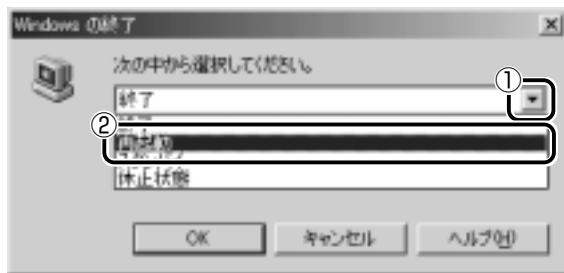 Windows の終了
次の中から選択してください。
①
終了
②
再起動
休止状態
OK
キャンセル
ヘルプ(H)